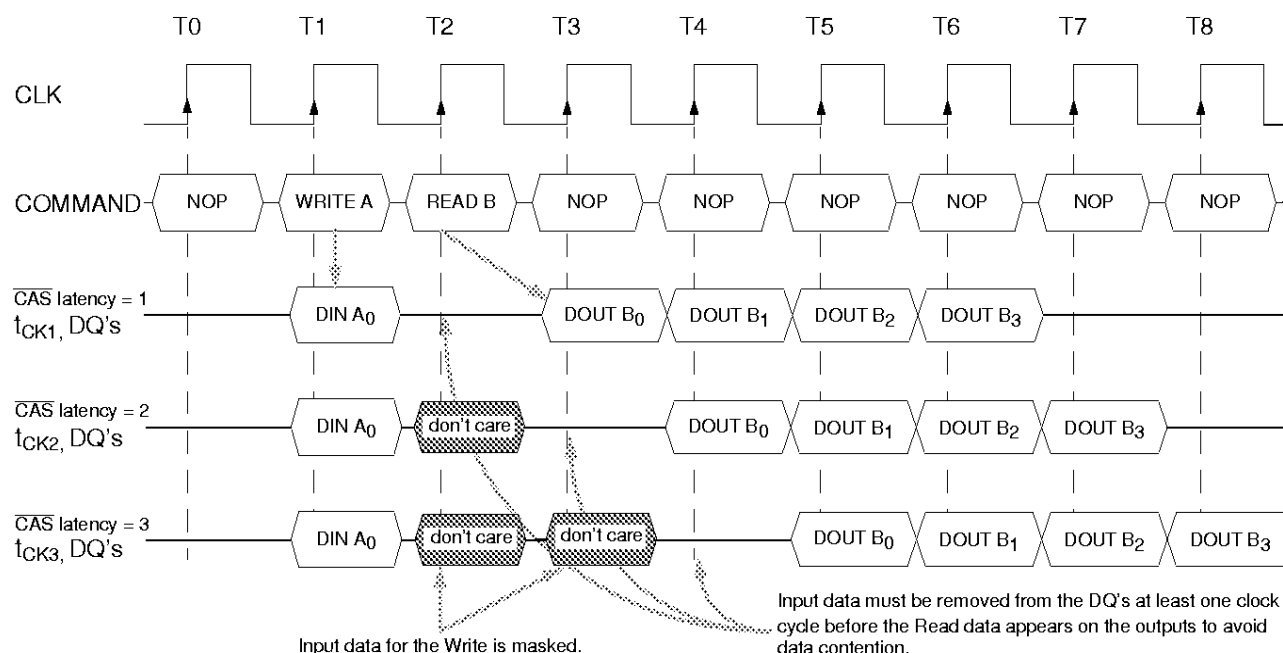 T0 T1 T2 T3 T4 T5 T6 T7 T8
CLK
COMMAND NOP WRITE A READ B NOP NOP NOP NOP NOP NOP
CAS latency = 1
tCK1, DQ's DIN A0 DOUT B0 DOUT B1 DOUT B2 DOUT B3
CAS latency = 2
tCK2, DQ's DIN A0 don't care DOUT B0 DOUT B1 DOUT B2 DOUT B3
CAS latency = 3
tCK3, DQ's DIN A0 don't care don't care DOUT B0 DOUT B1 DOUT B2 DOUT B3
Input data for the Write is masked.
Input data must be removed from the DQ's at least one clock
cycle before the Read data appears on the outputs to avoid
data contention.